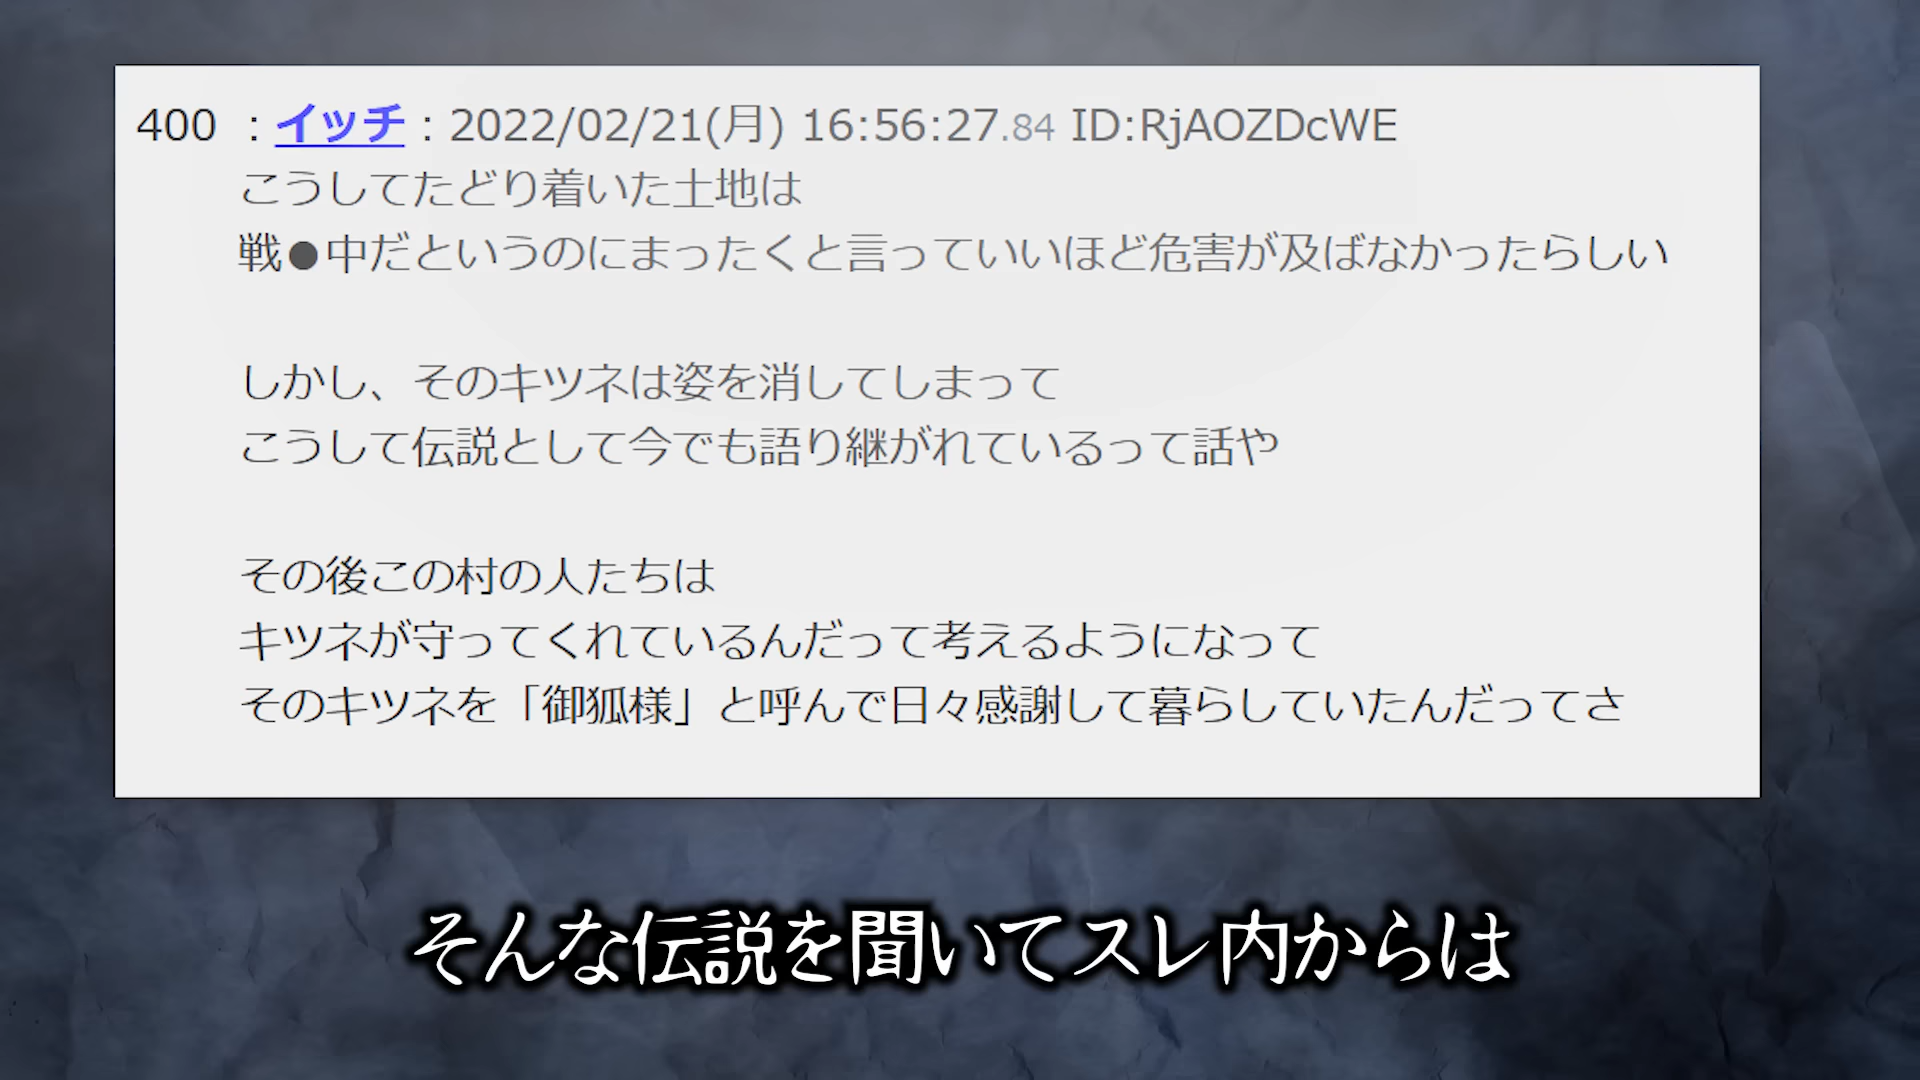 400 ：イッチ：2022/02/21(月) 16:56:27.84 ID:RjAOZDcWE
こうしてたどり着いた土地は
戦●中だというのにまったくと言っていいほど危害が及ばなかったらしい
しかし、そのキツネは姿を消してしまって
こうして伝説として今でも語り継がれているって話や
その後この村の人たちは
キツネが守ってくれているんだって考えるようになって
そのキツネを「御狐様」と呼んで日々感謝して暮らしていたんだってさ
そんな伝説を聞いてスレ内からは